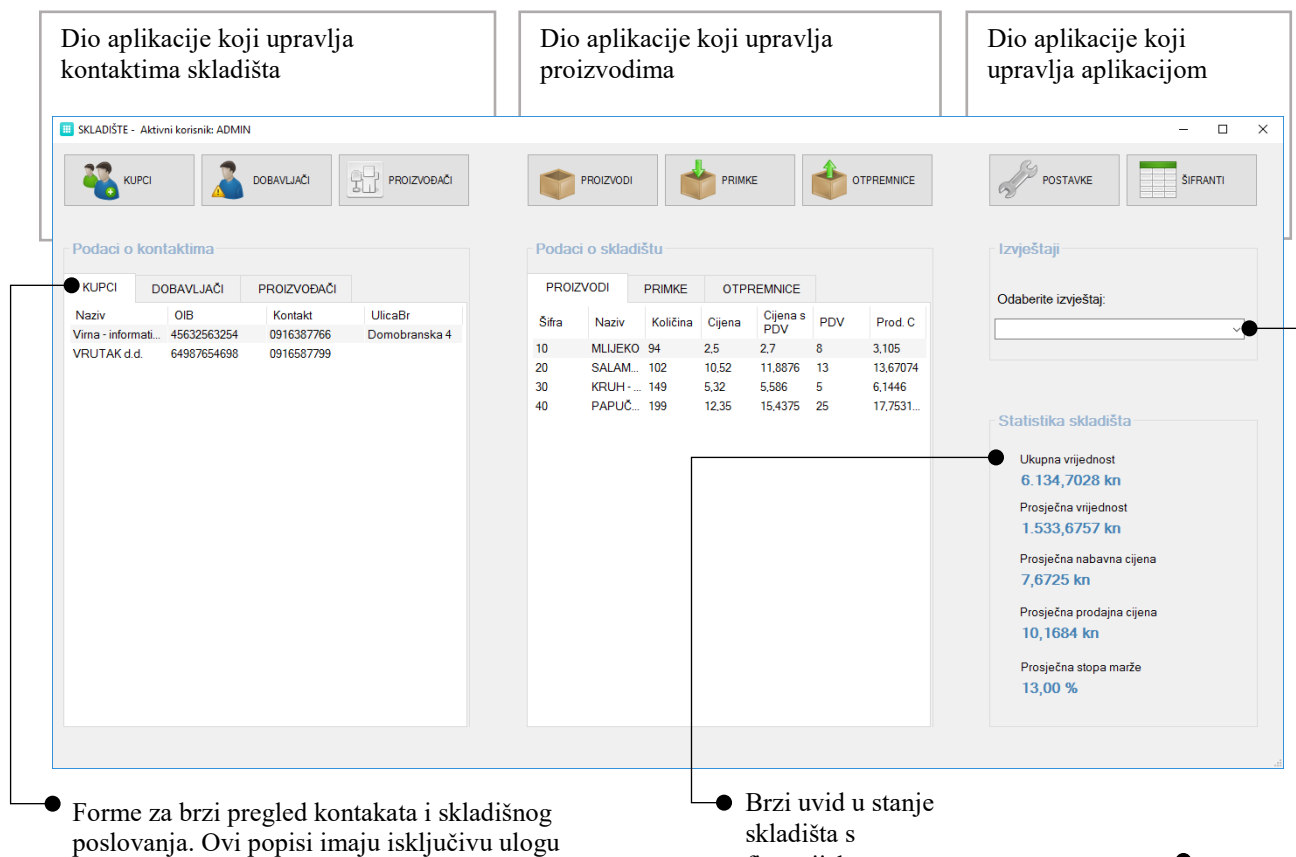 Dio aplikacije koji upravlja
kontaktima skladišta
Dio aplikacije koji upravlja
proizvodima
Dio aplikacije koji
upravlja aplikacijom
SKLADIŠTE - Aktivni korisnik: ADMIN
KUPCI
DOBAVLJAČI
PROIZVOĐAČI
PROIZVODI
PRIMKE
OTPREMNICE
POSTAVKE
ŠIFRANTI
Podaci o kontaktima
KUPCI DOBAVLJAČI PROIZVOĐAČI
Naziv OIB Kontakt UlicaBr
Virna - informati... 45632563254 0916387766 Domobranska 4
VRUTAK d.d. 64987654698 0916587799
Podaci o skladištu
PROIZVODI PRIMKE OTPREMNICE
Šifra Naziv Količina Cijena Cijena s PDV PDV Prod. C
10 MLIJEKO 94 2,5 2,7 8 3,105
20 SALAM... 102 10,52 11,8876 13 13,67074
30 KRUH - ... 149 5,32 5,586 5 6,1446
40 PAPUČ... 199 12,35 15,4375 25 17,7531...
Izvještaji
Odaberite izvještaj:
Statistika skladišta
Ukupna vrijednost
6.134,7028 kn
Prosječna vrijednost
1.533,6757 kn
Prosječna nabavna cijena
7,6725 kn
Prosječna prodajna cijena
10,1684 kn
Prosječna stopa marže
13,00 %
Forme za brzi pregled kontakata i skladišnog
poslovanja. Ovi popisi imaju isključivu ulogu
Brzi uvid u stanje
skladišta s